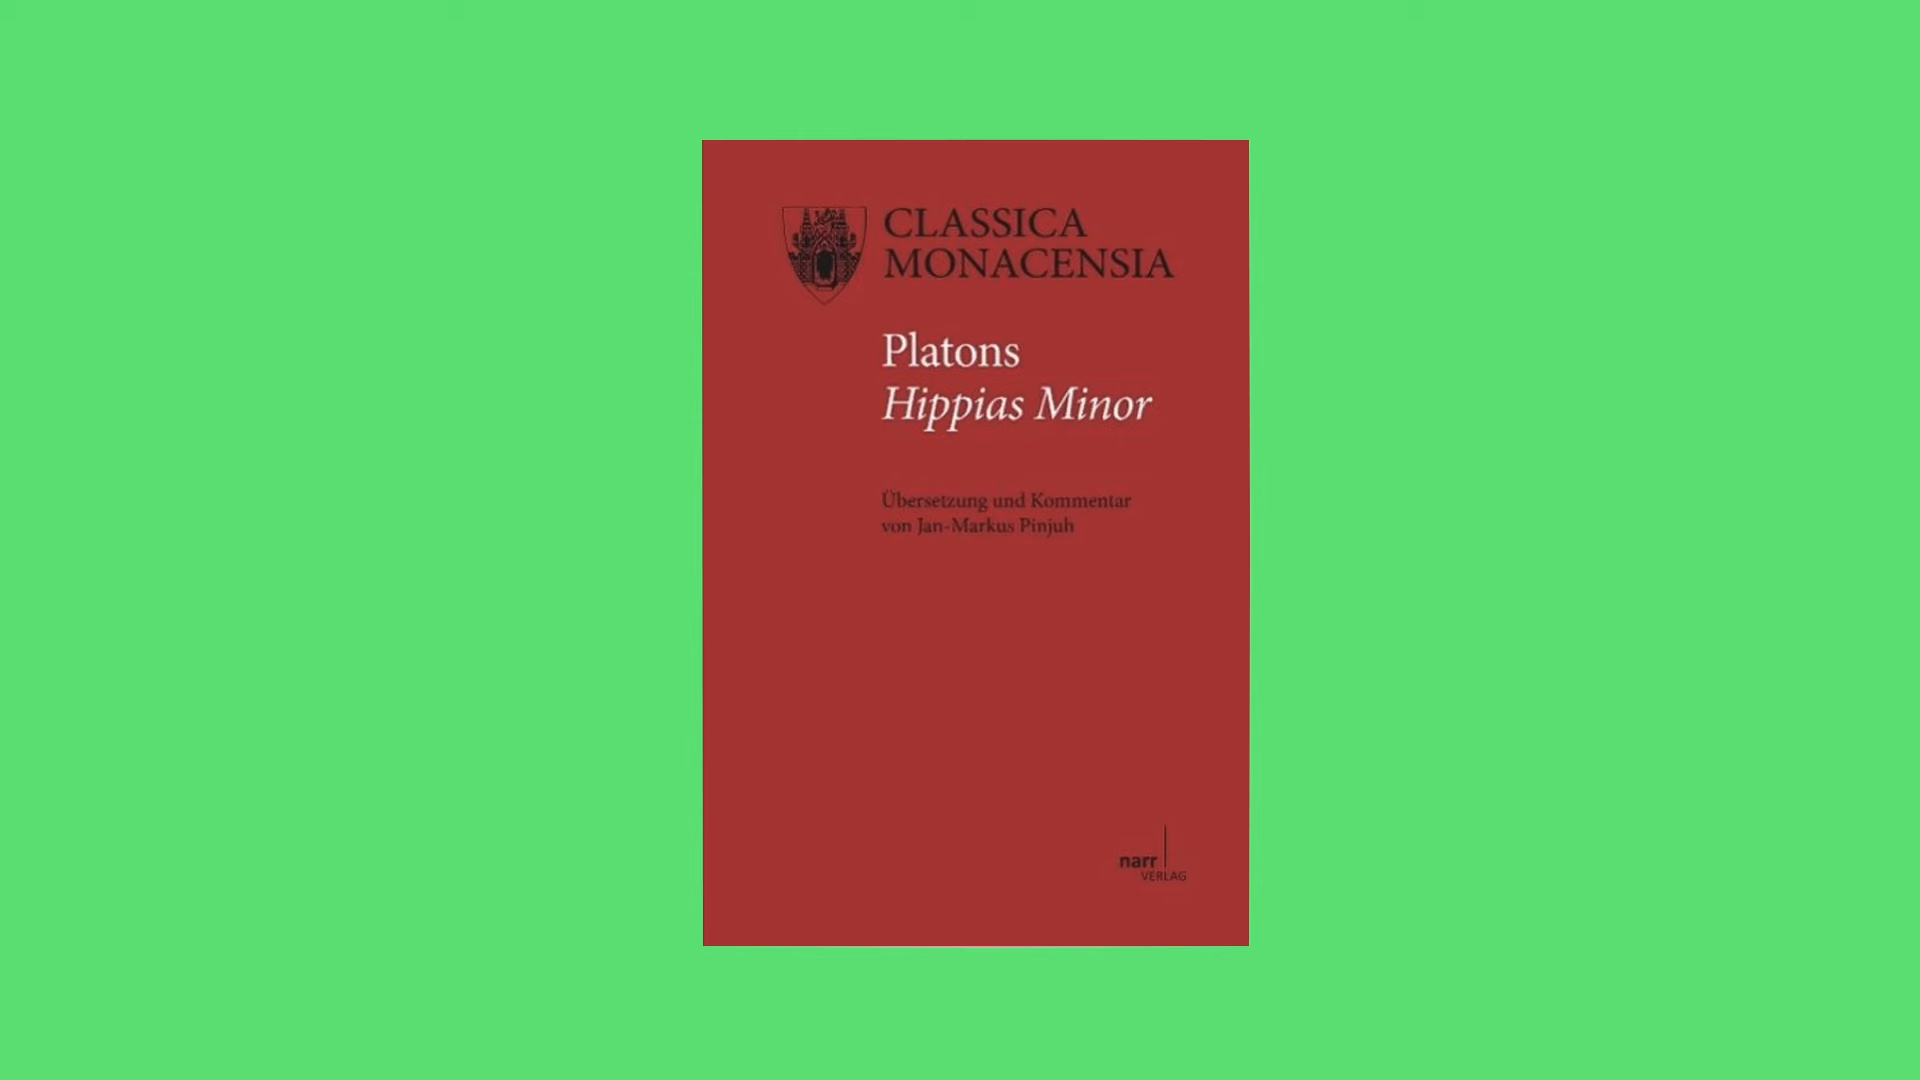 CLASSICA
MONACENSIA
Platons
Hippias Minor
Übersetzung und Kommentar
von Jan-Markus Pinjuh
narr
VERLAG